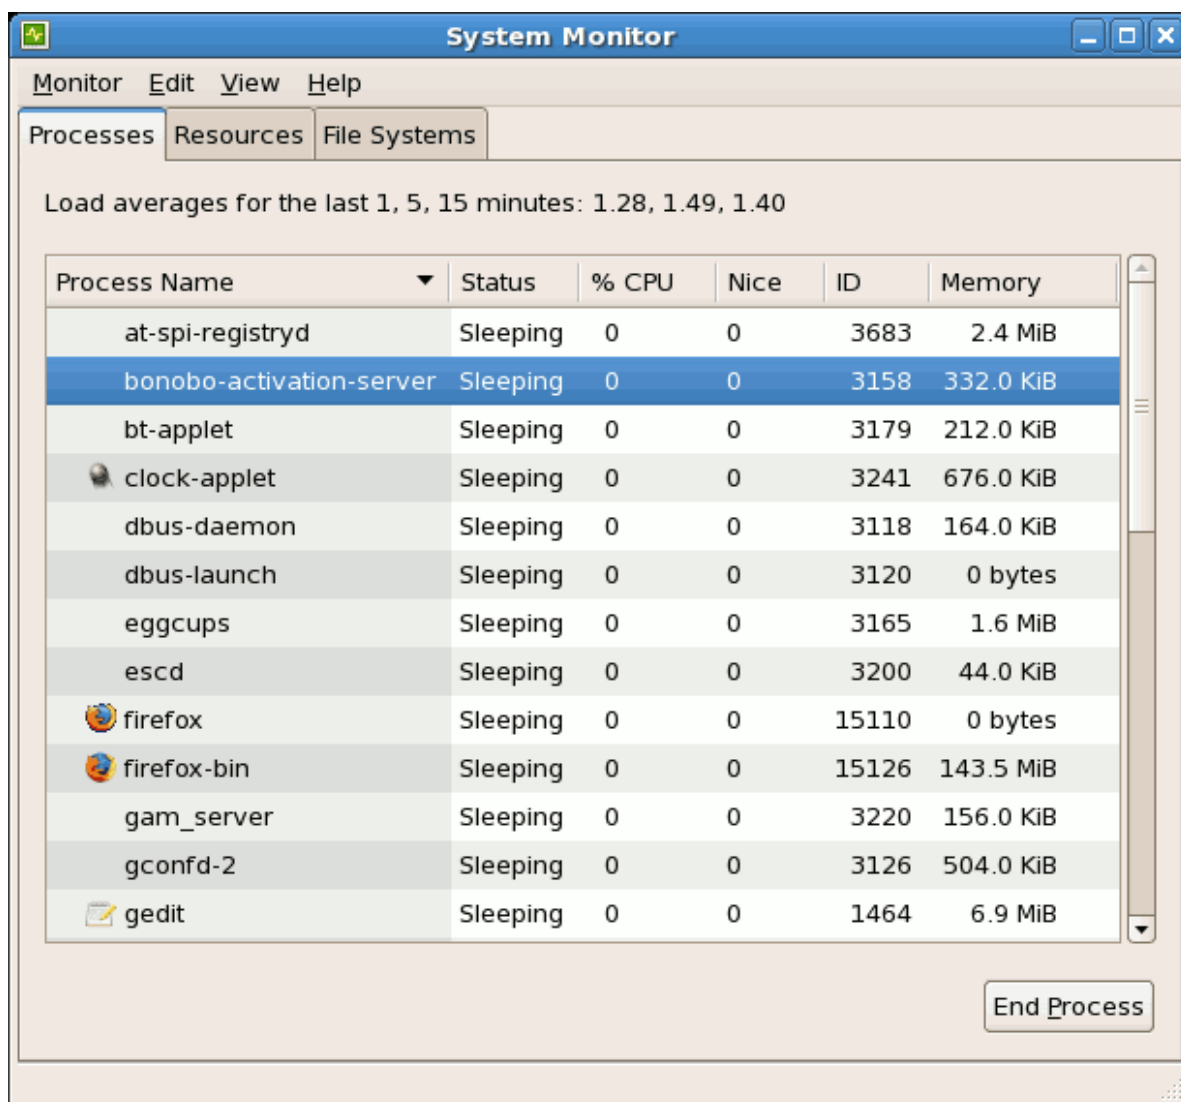 System Monitor
Monitor Edit View Help
Processes Resources File Systems
Load averages for the last 1, 5, 15 minutes: 1.28, 1.49, 1.40
Process Name Status % CPU Nice ID Memory
at-spi-registryd Sleeping 0 0 3683 2.4 MiB
bonobo-activation-server Sleeping 0 0 3158 332.0 KiB
bt-applet Sleeping 0 0 3179 212.0 KiB
clock-applet Sleeping 0 0 3241 676.0 KiB
dbus-daemon Sleeping 0 0 3118 164.0 KiB
dbus-launch Sleeping 0 0 3120 0 bytes
eggcups Sleeping 0 0 3165 1.6 MiB
escd Sleeping 0 0 3200 44.0 KiB
firefox Sleeping 0 0 15110 0 bytes
firefox-bin Sleeping 0 0 15126 143.5 MiB
gam_server Sleeping 0 0 3220 156.0 KiB
gconfd-2 Sleeping 0 0 3126 504.0 KiB
gedit Sleeping 0 0 1464 6.9 MiB
End Process